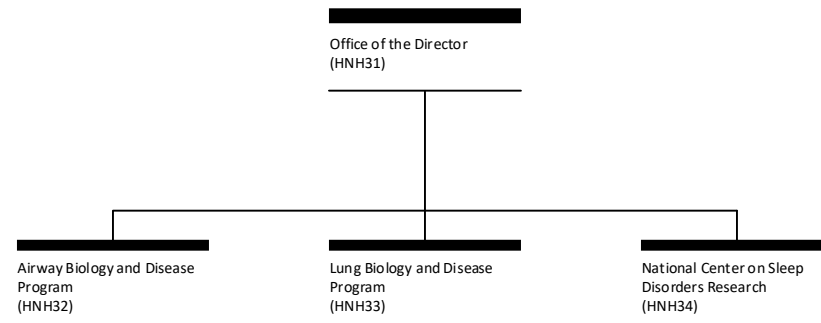 Office of the Director
(HNH31)
Airway Biology and Disease
Program
(HNH32)
Lung Biology and Disease
Program
(HNH33)
National Center on Sleep
Disorders Research
(HNH34)